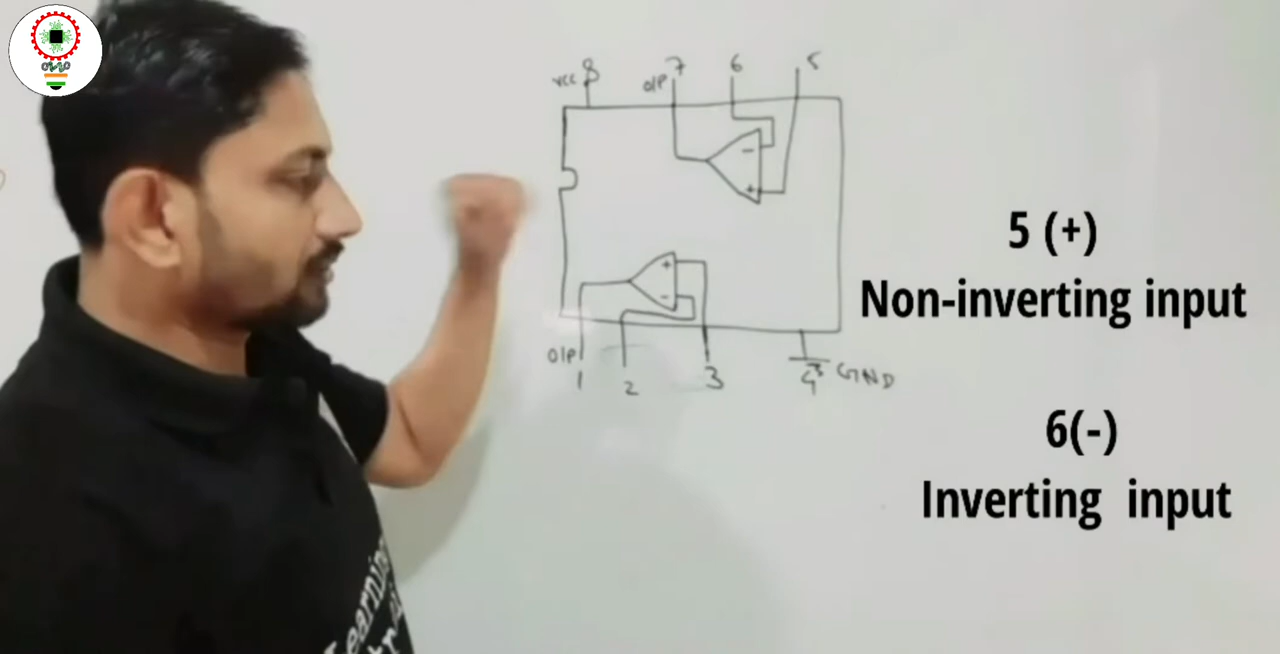 vcc 8
O/P 7
6
5
-
+
+
-
O/P
1
2
3
4
GND
5 (+)
Non-inverting input
6(-)
Inverting input